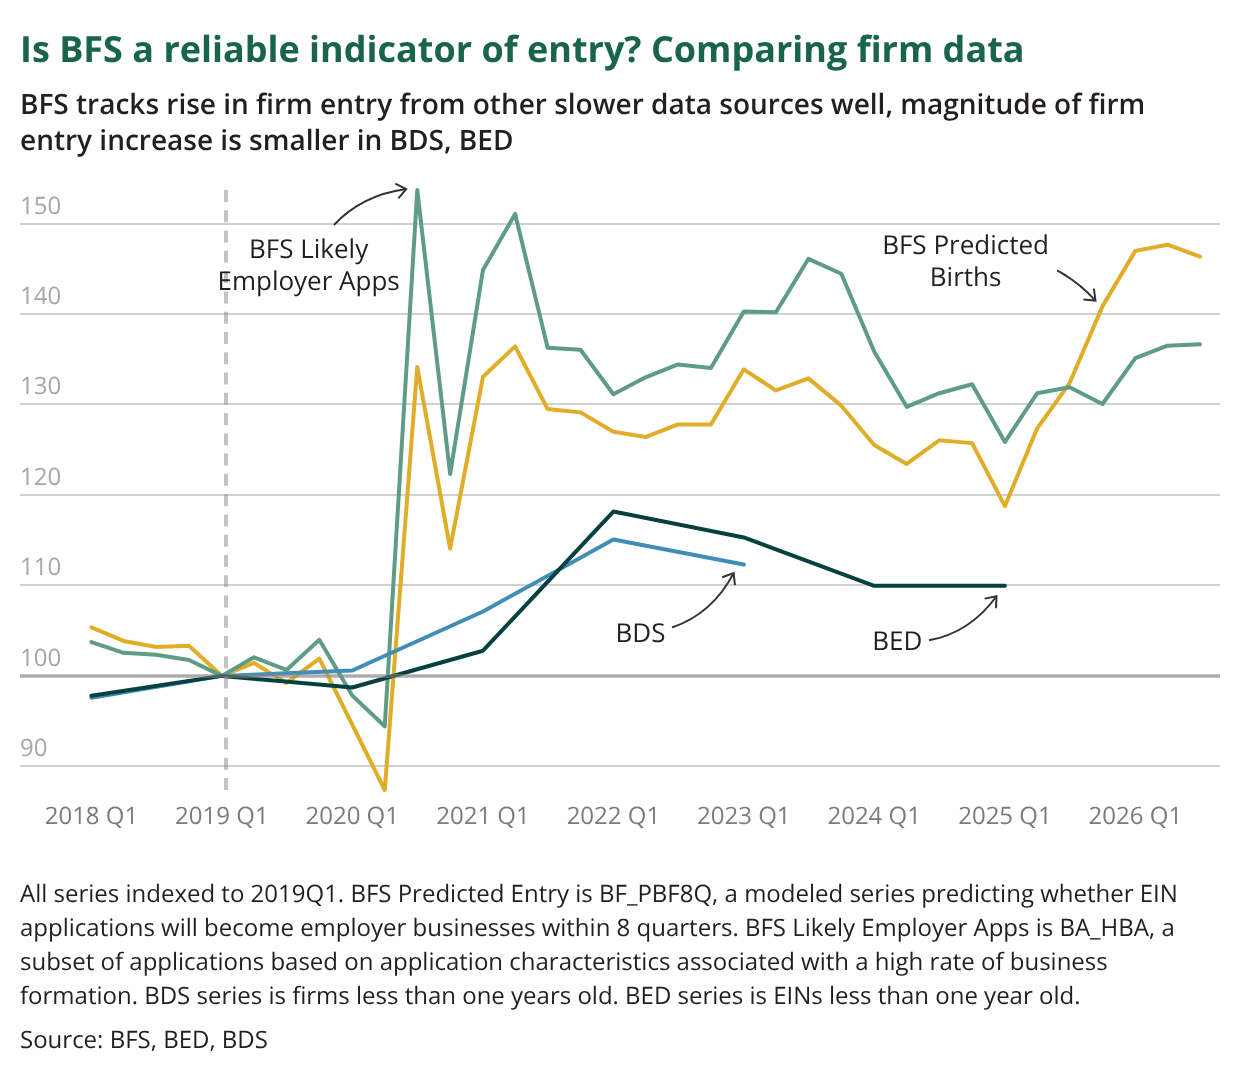 Is BFS a reliable indicator of entry? Comparing firm data
BFS tracks rise in firm entry from other slower data sources well, magnitude of firm
entry increase is smaller in BDS, BED
150
140
130
120
110
100
90
BFS Likely
Employer Apps
BFS Predicted
Births
BDS
BED
2018 Q1
2019 Q1
2020 Q1
2021 Q1
2022 Q1
2023 Q1
2024 Q1
2025 Q1
2026 Q1
All series indexed to 2019Q1. BFS Predicted Entry is BF_PBF8Q, a modeled series predicting whether EIN
applications will become employer businesses within 8 quarters. BFS Likely Employer Apps is BA_HBA, a
subset of applications based on application characteristics associated with a high rate of business
formation. BDS series is firms less than one years old. BED series is EINs less than one year old.
Source: BFS, BED, BDS